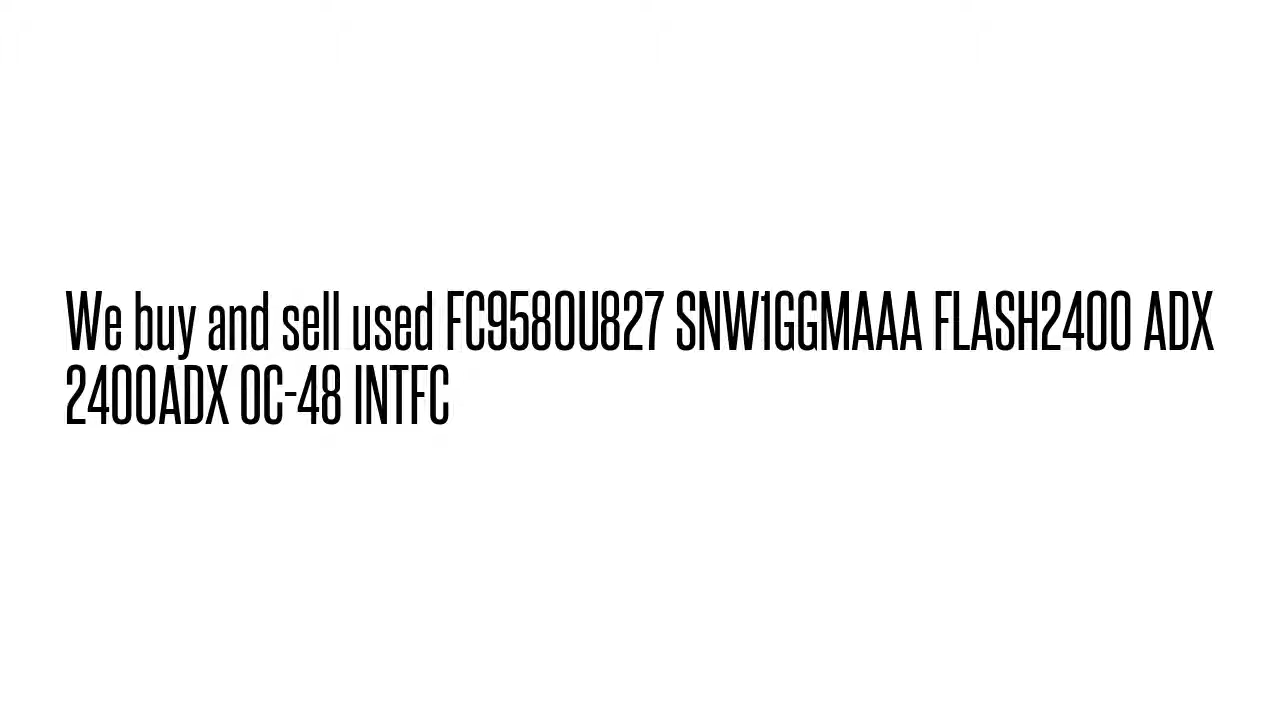 We buy and sell used FC9580U827 SNW1GGMAAA FLASH2400 ADX
2400ADX OC-48 INTFC